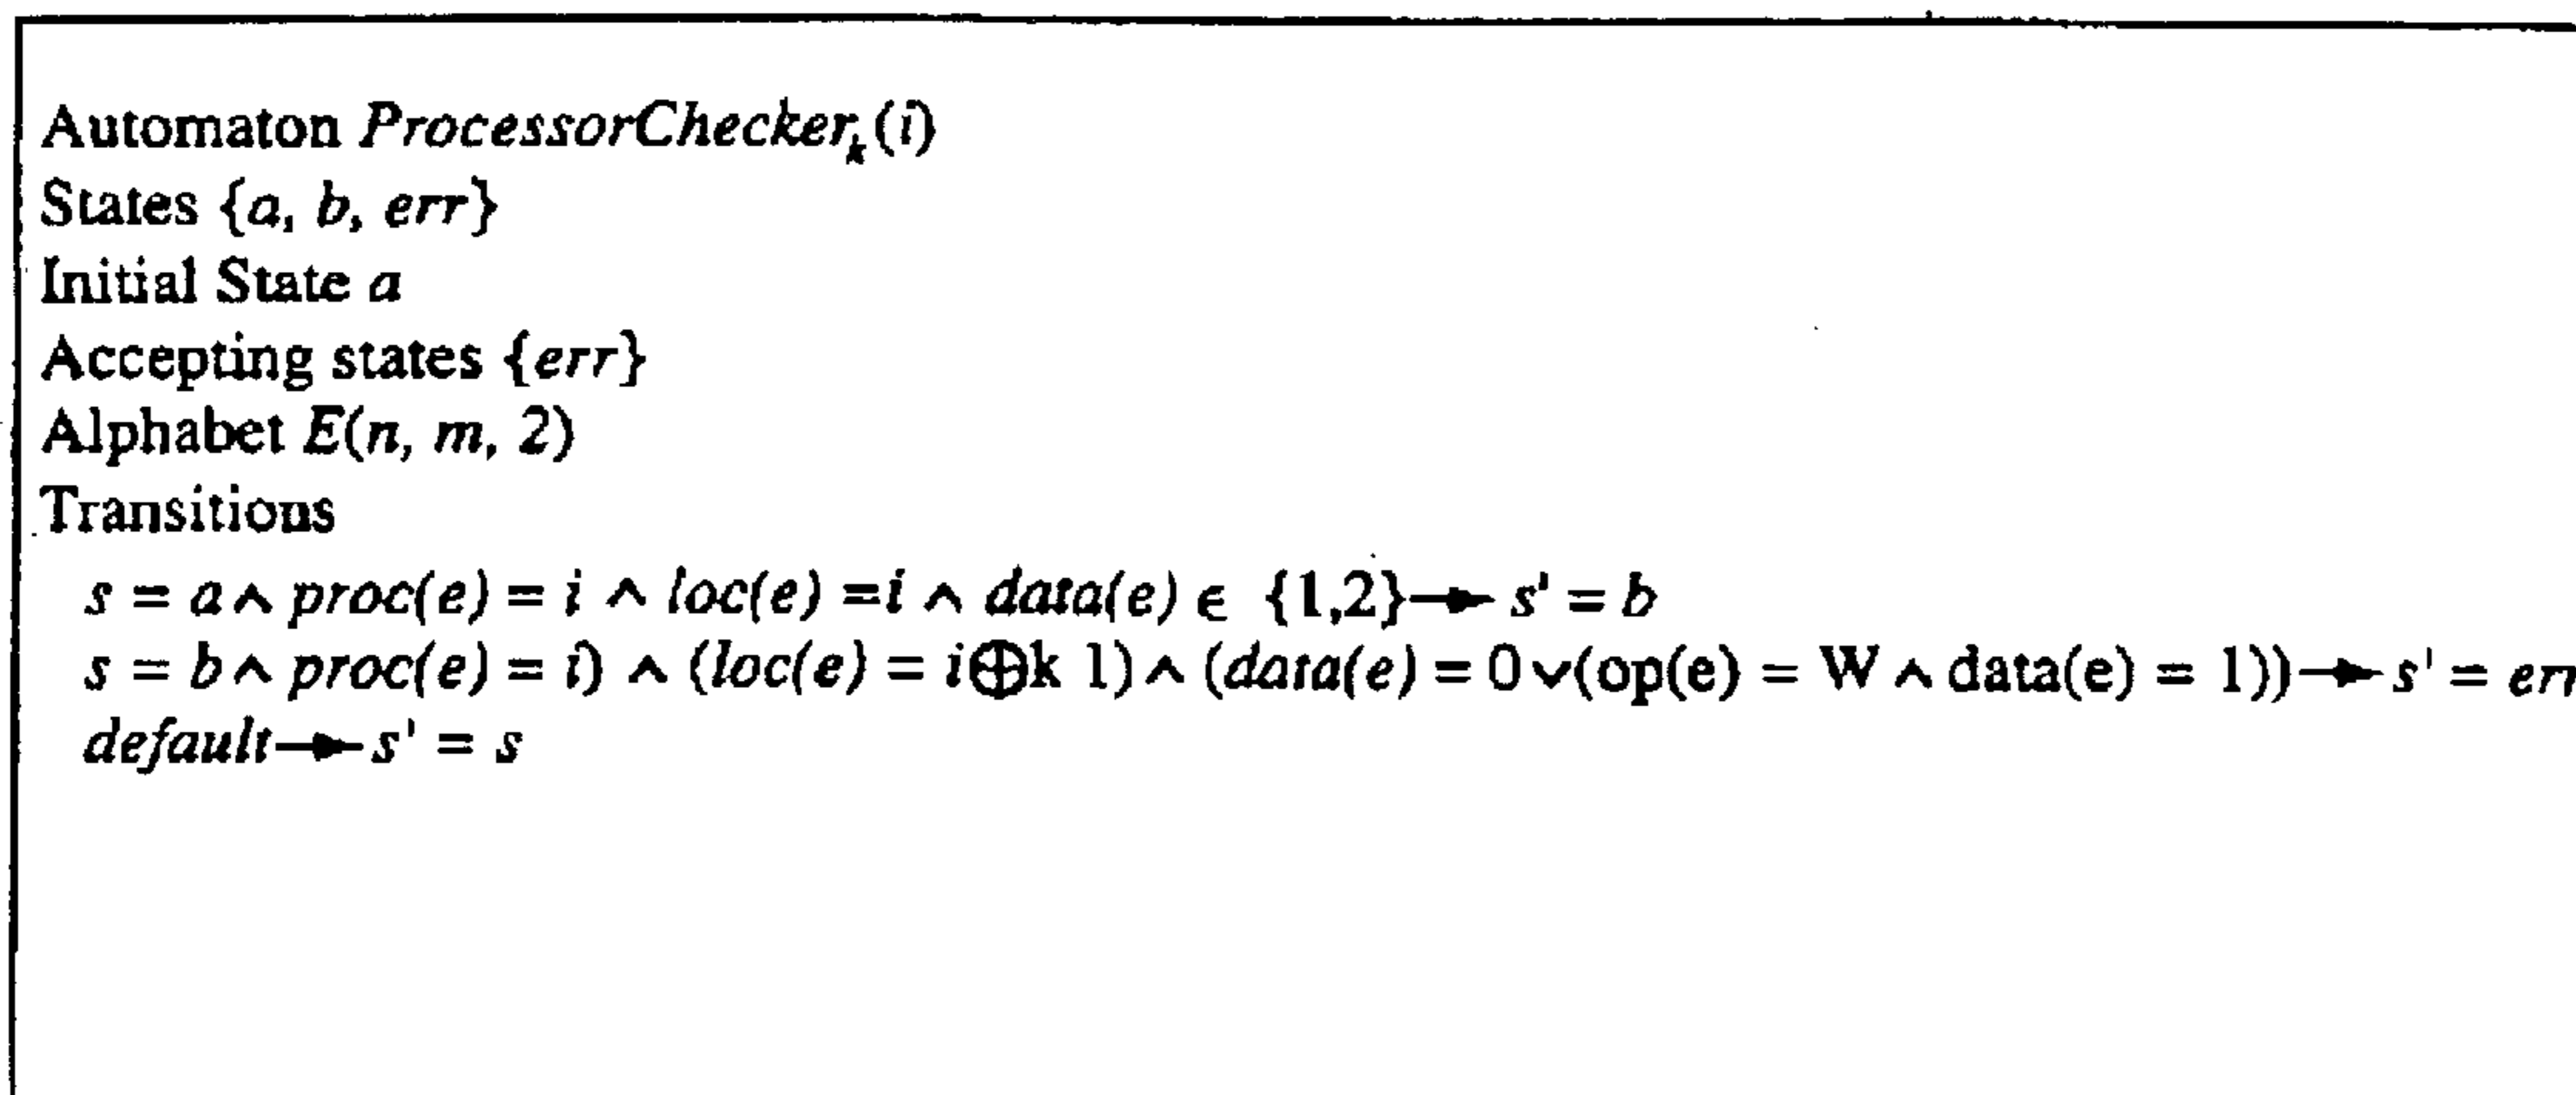 Automaton ProcessorCheckerₖ(i)
States {a, b, err}
Initial State a
Accepting states {err}
Alphabet E(n, m, 2)
Transitions
s = a ∧ proc(e) = i ∧ loc(e) =i ∧ data(e) ∈ {1,2}→ s' = b
s = b ∧ proc(e) = i) ∧ (loc(e) = i⊕k 1) ∧ (data(e) = 0 ∨(op(e) = W ∧ data(e) = 1))→ s' = err
default→ s' = s